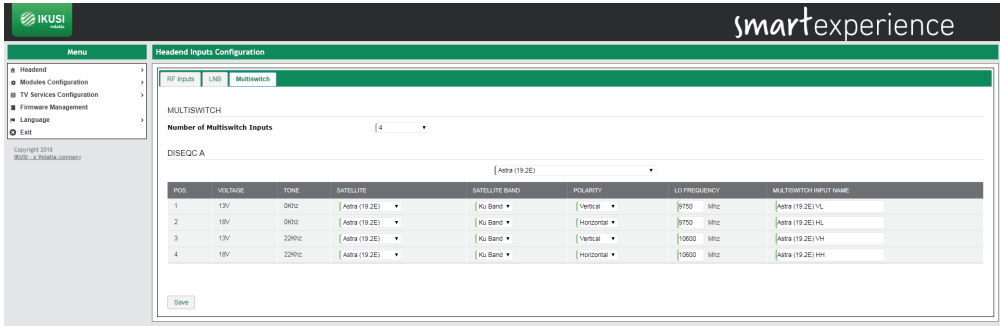 IKUSI
velatia
smartexperience
Menu
Headend Inputs Configuration
Headend
Modules Configuration
TV Services Configuration
Firmware Management
Language
Exit
Copyright 2018
IKUSI - a Velatia company
RF Inputs LNB Multiswitch
MULTISWITCH
Number of Multiswitch Inputs 4
DISEQC A
Astra (19.2E)
POS. VOLTAGE TONE SATELLITE SATELLITE BAND POLARITY LO FREQUENCY MULTISWITCH INPUT NAME
1 13V 0Khz Astra (19.2E) Ku Band Vertical 9750 Mhz Astra (19.2E) VL
2 18V 0Khz Astra (19.2E) Ku Band Horizontal 9750 Mhz Astra (19.2E) HL
3 13V 22Khz Astra (19.2E) Ku Band Vertical 10600 Mhz Astra (19.2E) VH
4 18V 22Khz Astra (19.2E) Ku Band Horizontal 10600 Mhz Astra (19.2E) HH
Save